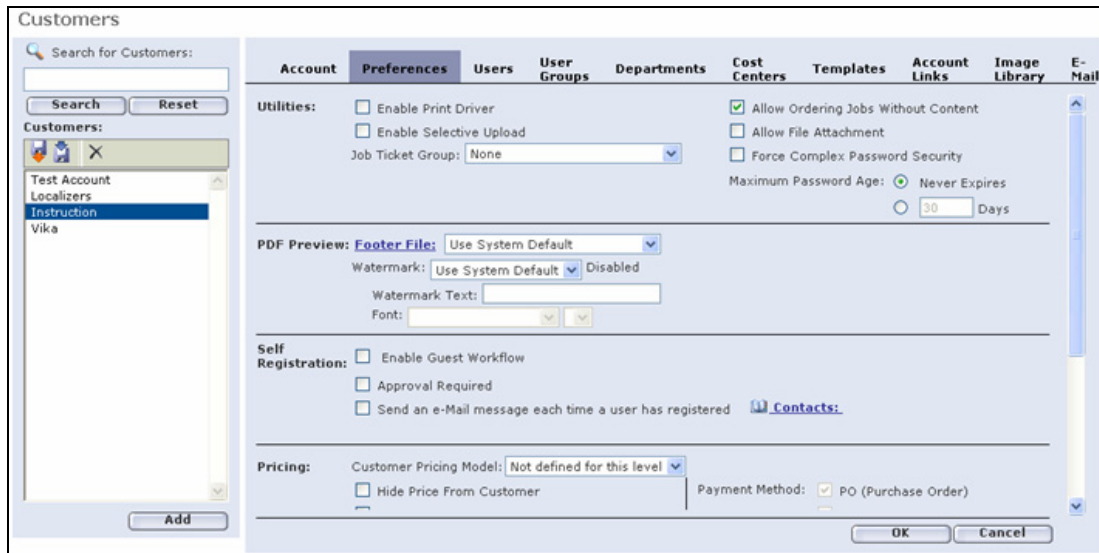 Customers
Search for Customers:
Search Reset
Customers:
Test Account
Localizers
Instruction
Vika
Add
Account Preferences Users User Groups Departments Cost Centers Templates Account Links Image Library E-Mail
Utilities: Enable Print Driver Allow Ordering Jobs Without Content
Enable Selective Upload Allow File Attachment
Job Ticket Group: None Force Complex Password Security
Maximum Password Age: Never Expires
30 Days
PDF Preview: Footer File: Use System Default
Watermark: Use System Default Disabled
Watermark Text:
Font:
Self Registration: Enable Guest Workflow
Approval Required
Send an e-Mail message each time a user has registered Contacts:
Pricing: Customer Pricing Model: Not defined for this level
Hide Price From Customer Payment Method: PO (Purchase Order)
OK Cancel